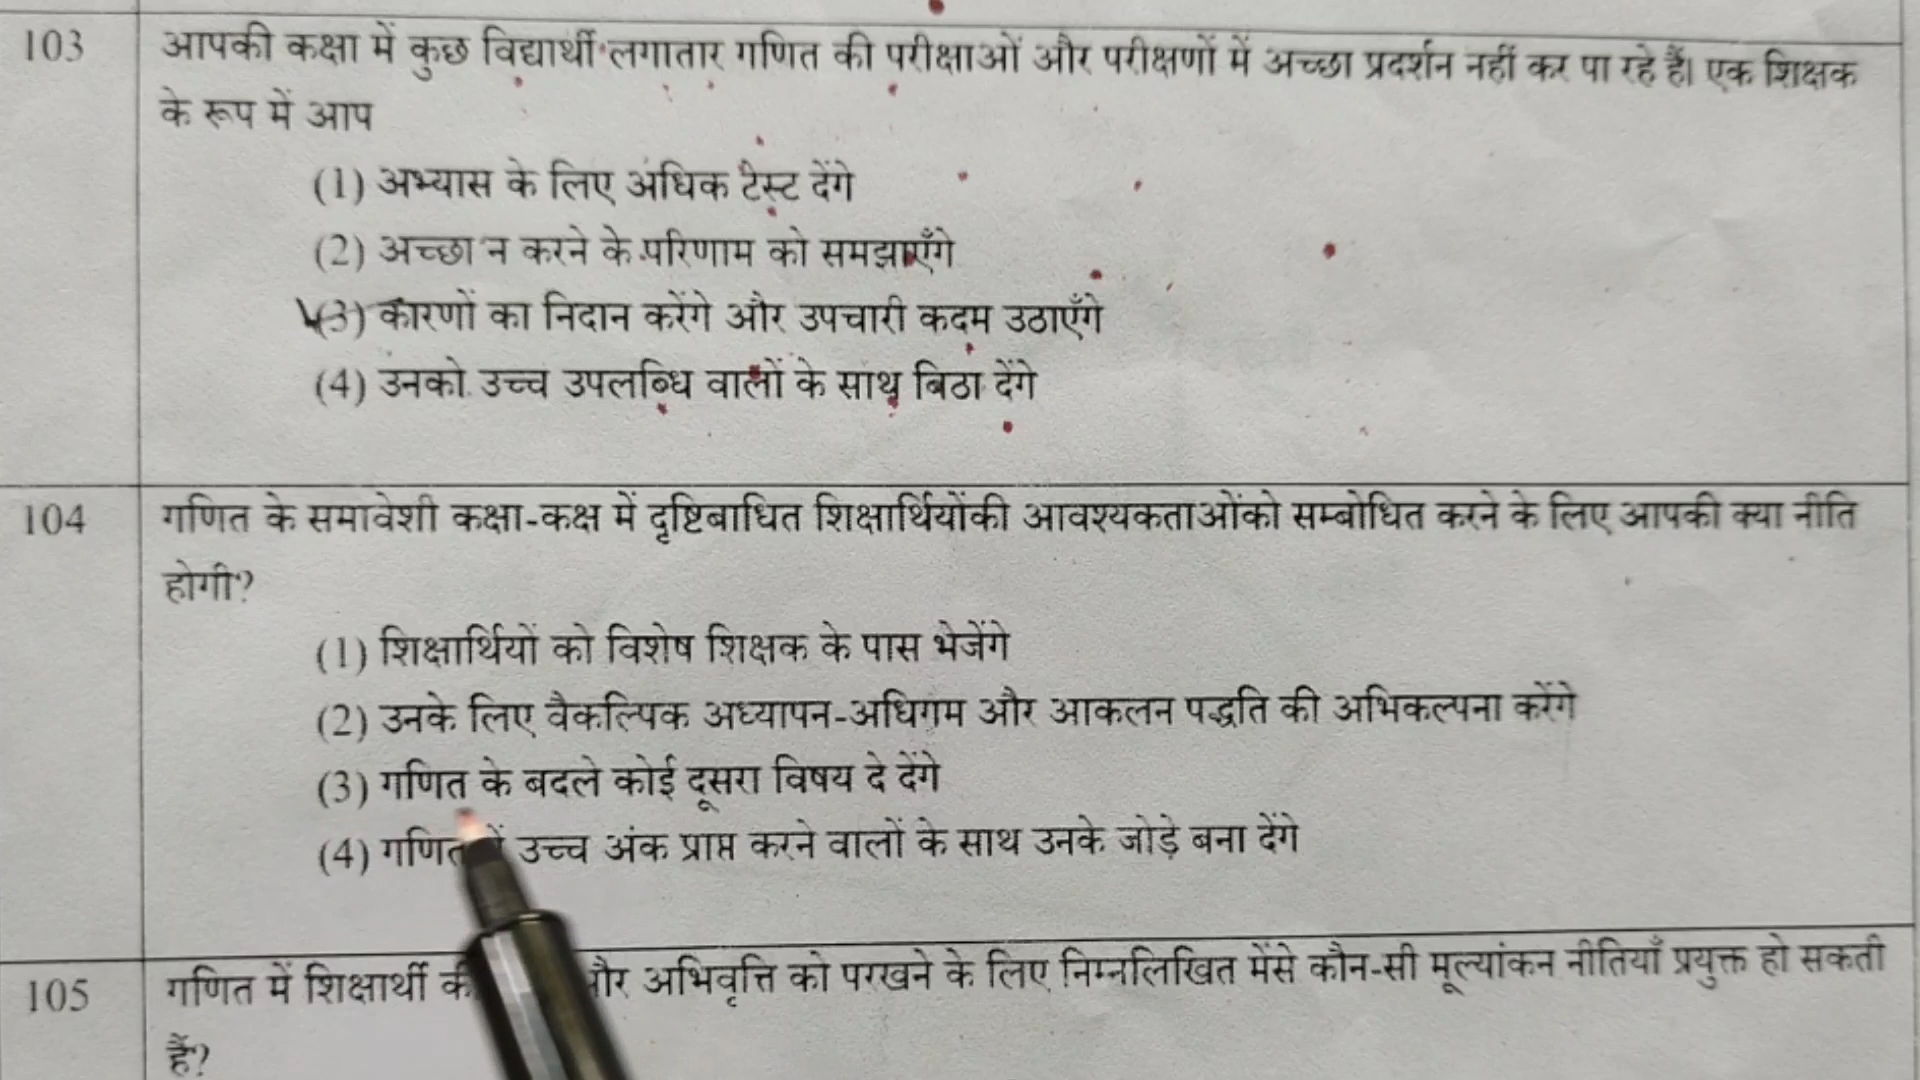 103 आपकी कक्षा में कुछ विद्यार्थी लगातार गणित की परीक्षाओं और परीक्षणों में अच्छा प्रदर्शन नहीं कर पा रहे हैं। एक शिक्षक
के रूप में आप
(1) अभ्यास के लिए अधिक टेस्ट देंगे
(2) अच्छा न करने के परिणाम को समझाएँगे
(3) कारणों का निदान करेंगे और उपचारी कदम उठाएँगे
(4) उनको उच्च उपलब्धि वालों के साथ बिठा देंगे
104 गणित के समावेशी कक्षा-कक्ष में दृष्टिबाधित शिक्षार्थियोंकी आवश्यकताओंको सम्बोधित करने के लिए आपकी क्या नीति
होगी?
(1) शिक्षार्थियों को विशेष शिक्षक के पास भेजेंगे
(2) उनके लिए वैकल्पिक अध्यापन-अधिगम और आकलन पद्धति की अभिकल्पना करेंगे
(3) गणित के बदले कोई दूसरा विषय दे देंगे
(4) गणित उच्च अंक प्राप्त करने वालों के साथ उनके जोड़े बना देंगे
105 गणित में शिक्षार्थी और अभिवृत्ति को परखने के लिए निम्नलिखित मेंसे कौन-सी मूल्यांकन नीतियाँ प्रयुक्त हो सकती
हैं?